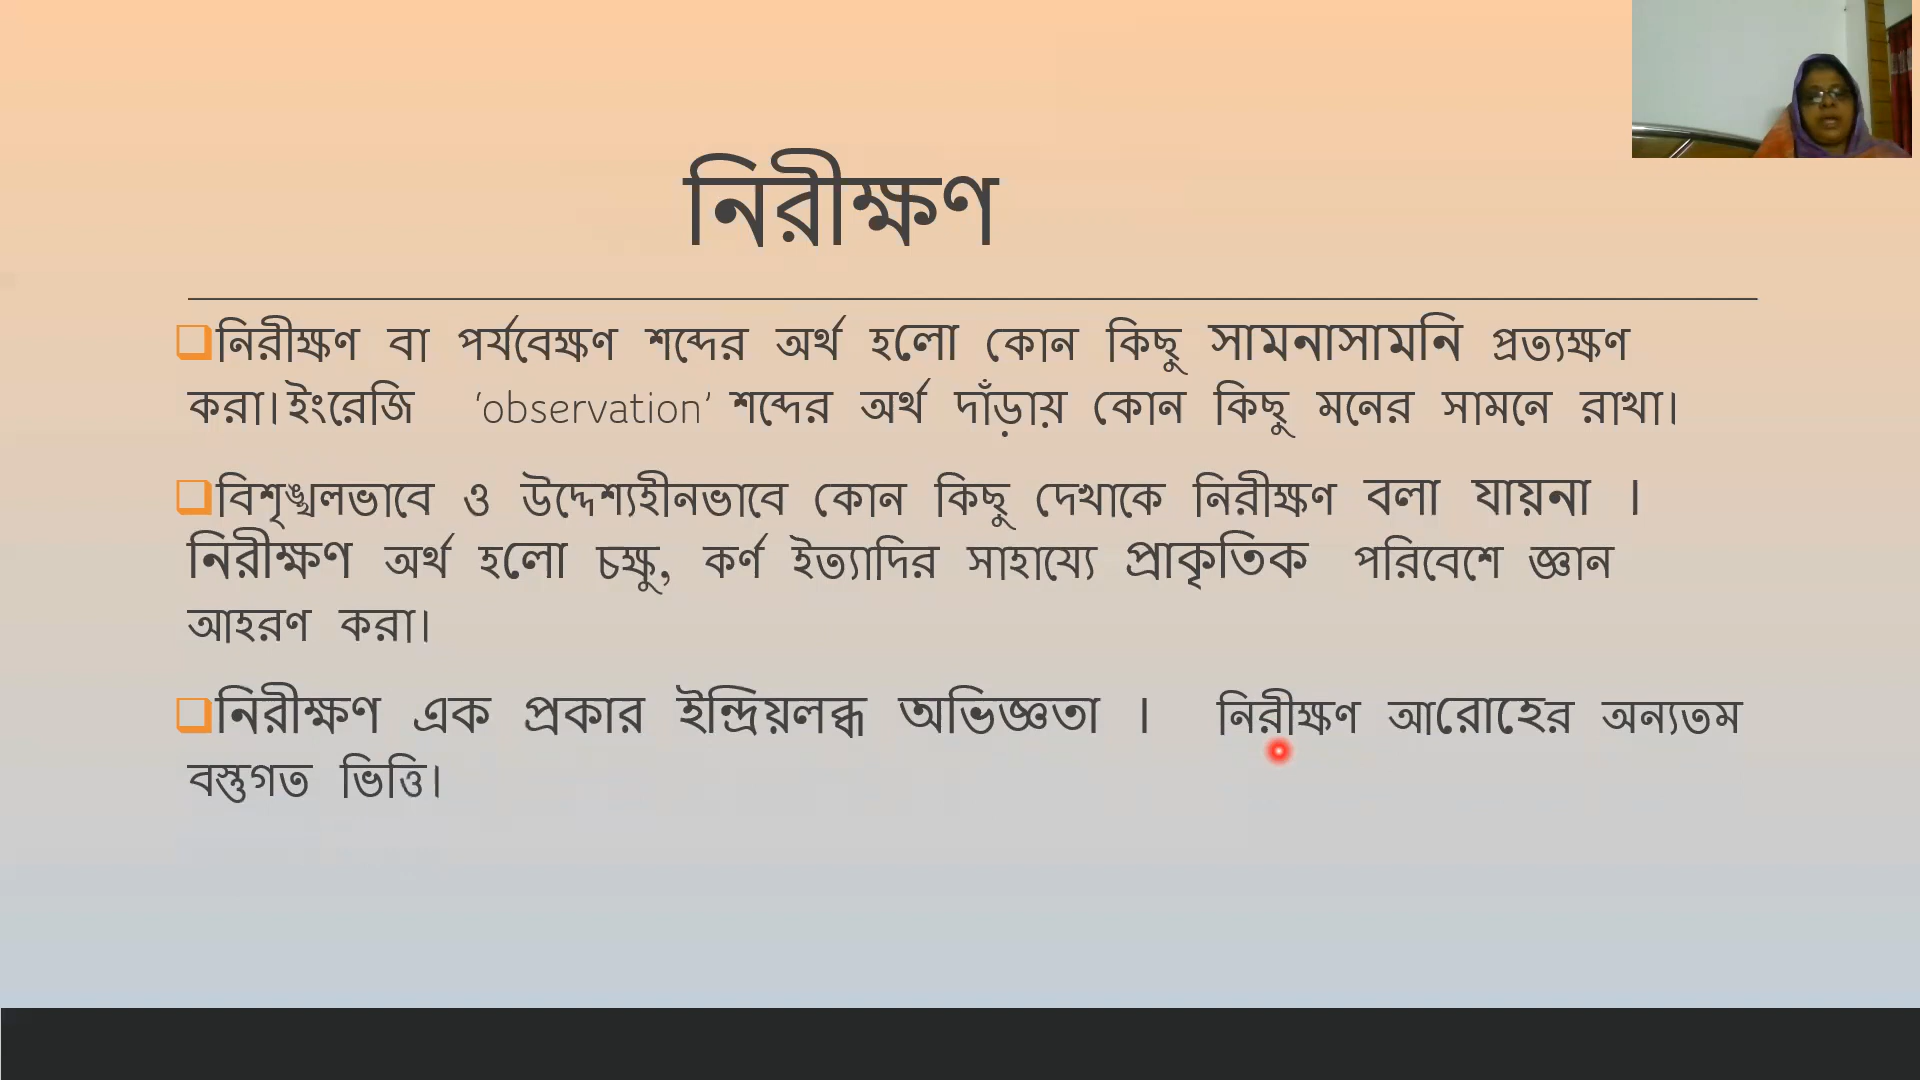 নিরীক্ষণ
নিরীক্ষণ বা পর্যবেক্ষণ শব্দের অর্থ হলো কোন কিছু সামনাসামনি প্রত্যক্ষণ
করা। ইংরেজি 'observation' শব্দের অর্থ দাঁড়ায় কোন কিছু মনের সামনে রাখা।
বিশৃঙ্খলভাবে ও উদ্দেশ্যহীনভাবে কোন কিছু দেখাকে নিরীক্ষণ বলা যায়না ।
নিরীক্ষণ অর্থ হলো চক্ষু, কর্ণ ইত্যাদির সাহায্যে প্রাকৃতিক পরিবেশে জ্ঞান
আহরণ করা।
নিরীক্ষণ এক প্রকার ইন্দ্রিয়লব্ধ অভিজ্ঞতা । নিরীক্ষণ আরোহের অন্যতম
বস্তুগত ভিত্তি।